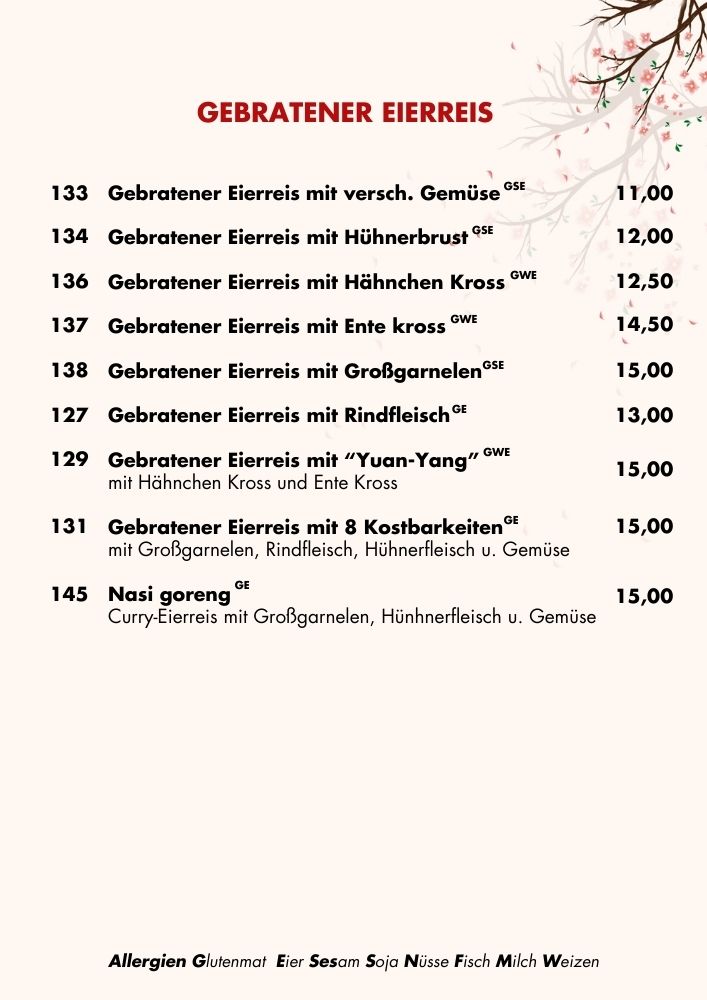 GEBRATENER EIERREIS
133 Gebratener Eierreis mit versch. Gemüse GSE 11,00
134 Gebratener Eierreis mit Hühnerbrust GSE 12,00
136 Gebratener Eierreis mit Hähnchen Kross GWE 12,50
137 Gebratener Eierreis mit Ente kross GWE 14,50
138 Gebratener Eierreis mit Großgarnelen GSE 15,00
127 Gebratener Eierreis mit Rindfleisch GE 13,00
129 Gebratener Eierreis mit “Yuan-Yang” GWE 15,00
mit Hähnchen Kross und Ente Kross
131 Gebratener Eierreis mit 8 Kostbarkeiten GE 15,00
mit Großgarnelen, Rindfleisch, Hühnerfleisch u. Gemüse
145 Nasi goreng GE 15,00
Curry-Eierreis mit Großgarnelen, Hünhnerfleisch u. Gemüse
Allergien Glutenmat Eier Sesam Soja Nüsse Fisch Milch Weizen